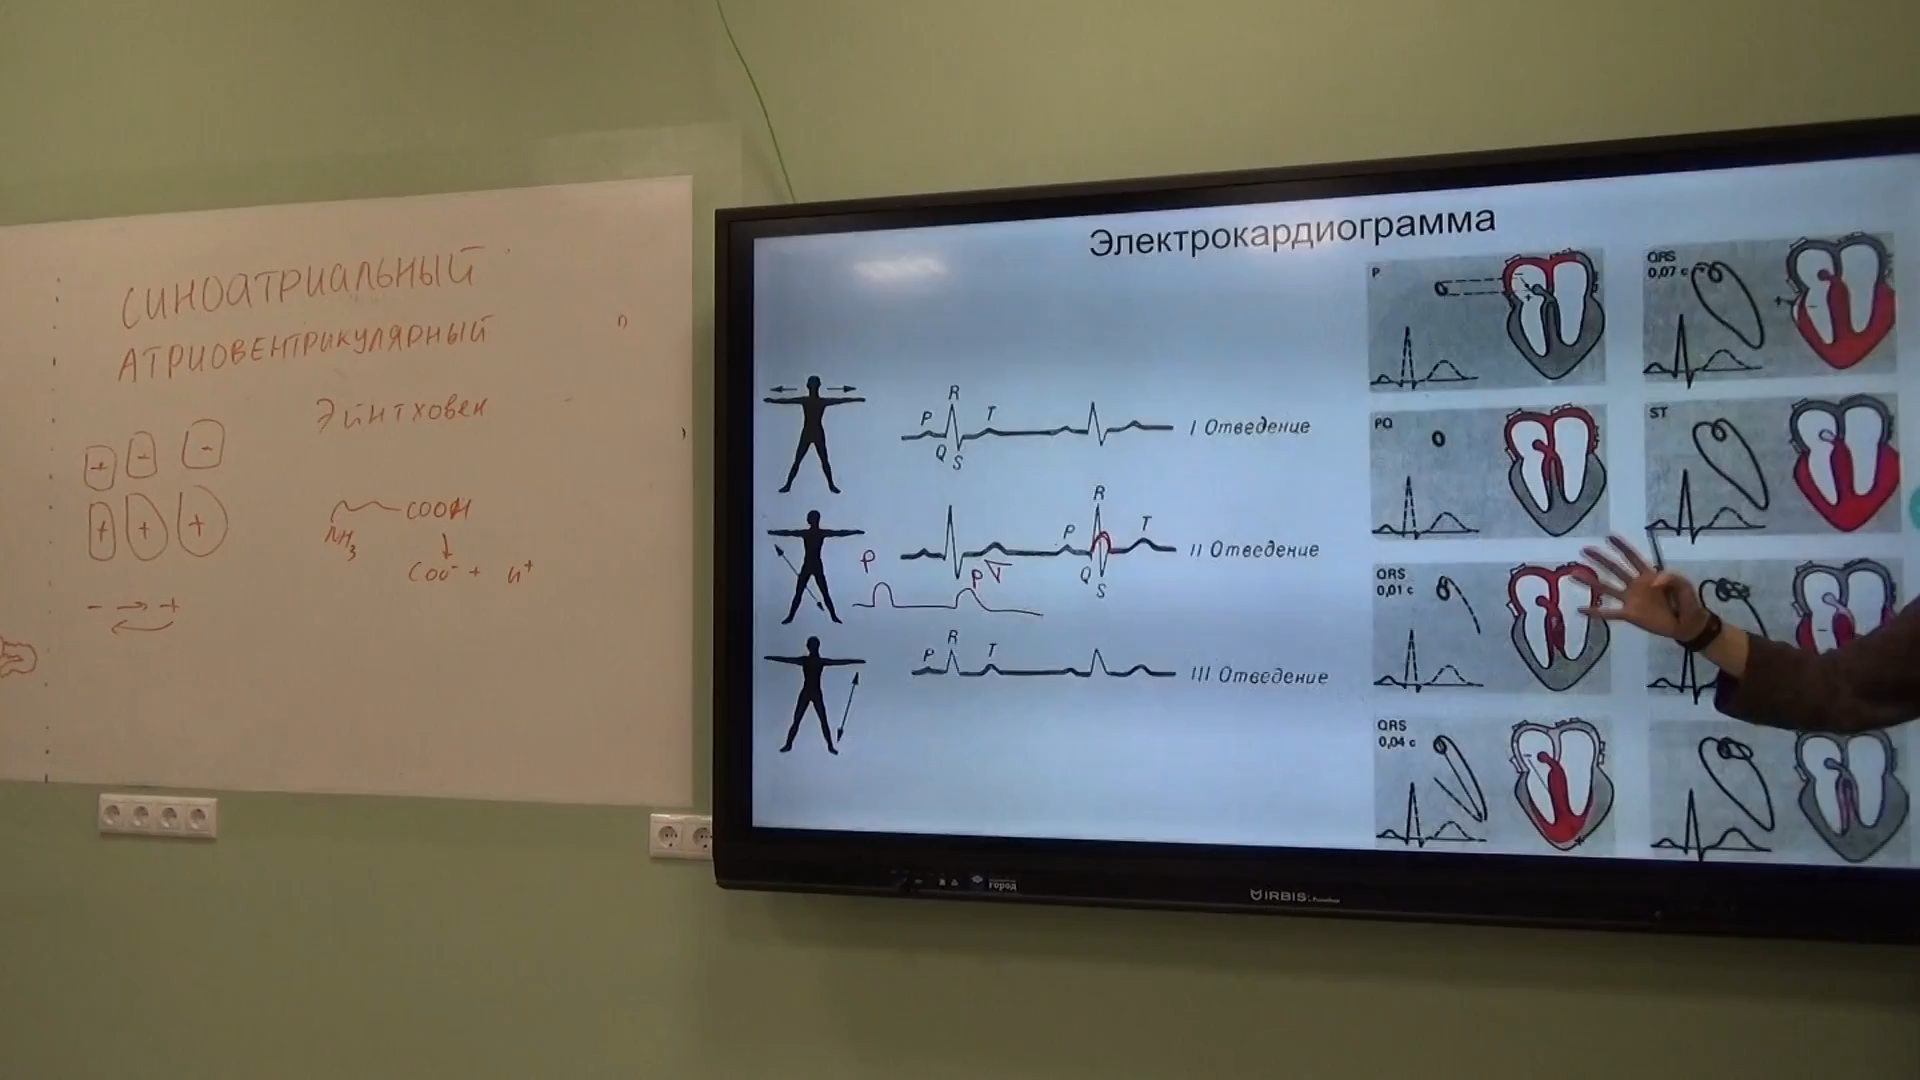 СИНОАТРИАЛЬНЫЙ
АТРИОВЕНТРИКУЛЯРНЫЙ
Эйнтховен
+ - -
+ + +
- → +
COOH
NH3
COO- + H+
Электрокардиограмма
R
P T
Q S
I Отведение
R
P T
Q S
II Отведение
P P
R
P T
III Отведение
P
PQ
QRS
0,01 с
QRS
0,04 с
QRS
0,07 с
ST
город
IRBIS